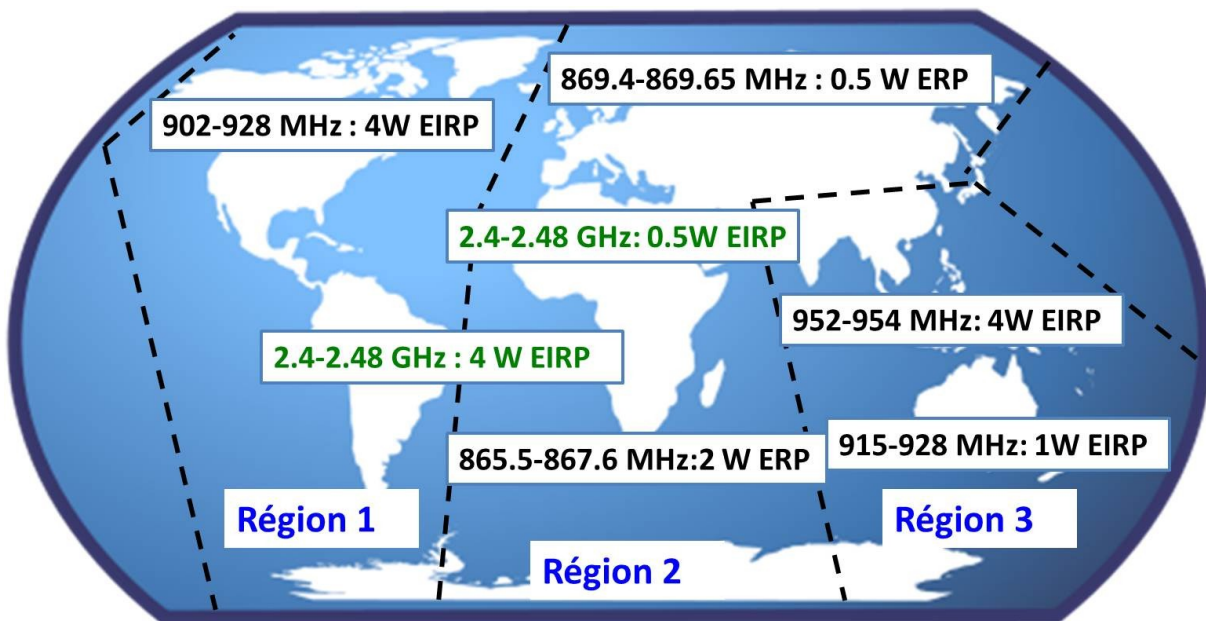 869.4-869.65 MHz : 0.5 W ERP
902-928 MHz : 4W EIRP
2.4-2.48 GHz: 0.5W EIRP
952-954 MHz: 4W EIRP
2.4-2.48 GHz : 4 W EIRP
865.5-867.6 MHz:2 W ERP
915-928 MHz: 1W EIRP
Région 1
Région 3
Région 2